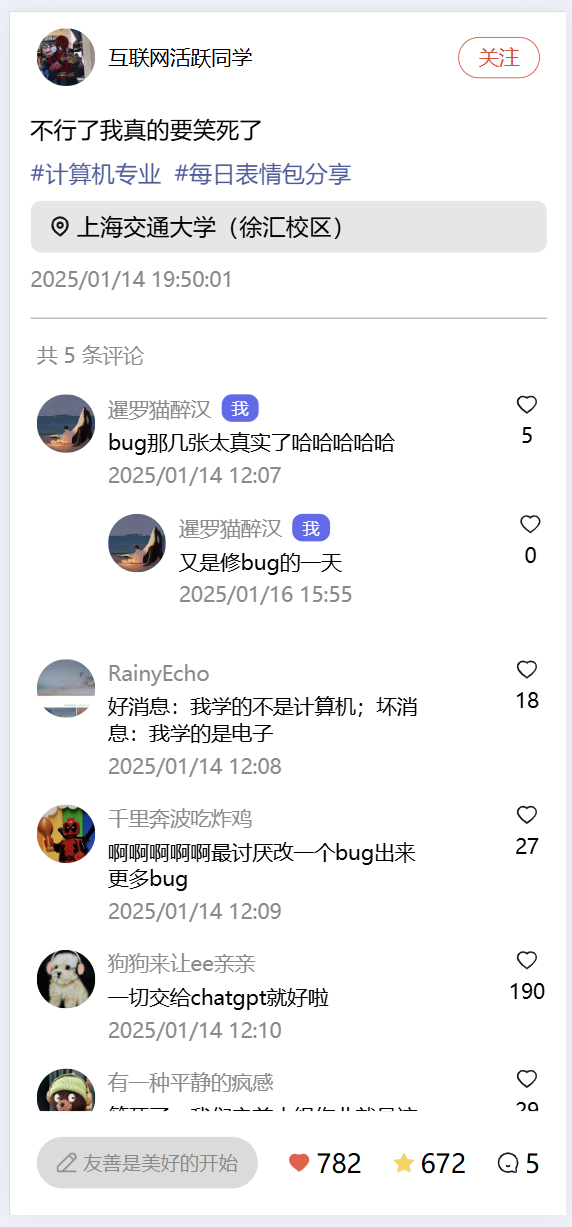 互联网活跃同学
关注
不行了我真的要笑死了
#计算机专业 #每日表情包分享
上海交通大学（徐汇校区）
2025/01/14 19:50:01
共 5 条评论
暹罗猫醉汉 我
bug那几张太真实了哈哈哈哈哈
5
2025/01/14 12:07
暹罗猫醉汉 我
又是修bug的一天
0
2025/01/16 15:55
RainyEcho
好消息：我学的不是计算机；坏消
18
息：我学的是电子
2025/01/14 12:08
千里奔波吃炸鸡
啊啊啊啊啊最讨厌改一个bug出来
27
更多bug
2025/01/14 12:09
狗狗来让ee亲亲
一切交给chatgpt就好啦
190
2025/01/14 12:10
有一种平静的疯感
29
友善是美好的开始
782
672
5